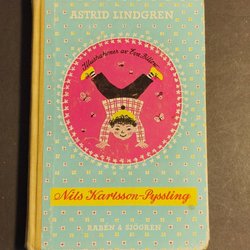 ASTRID LINDGREN
Illustrationer av Eva Billow
Nils Karlsson-Pyssling
RABÉN & SJÖGREN